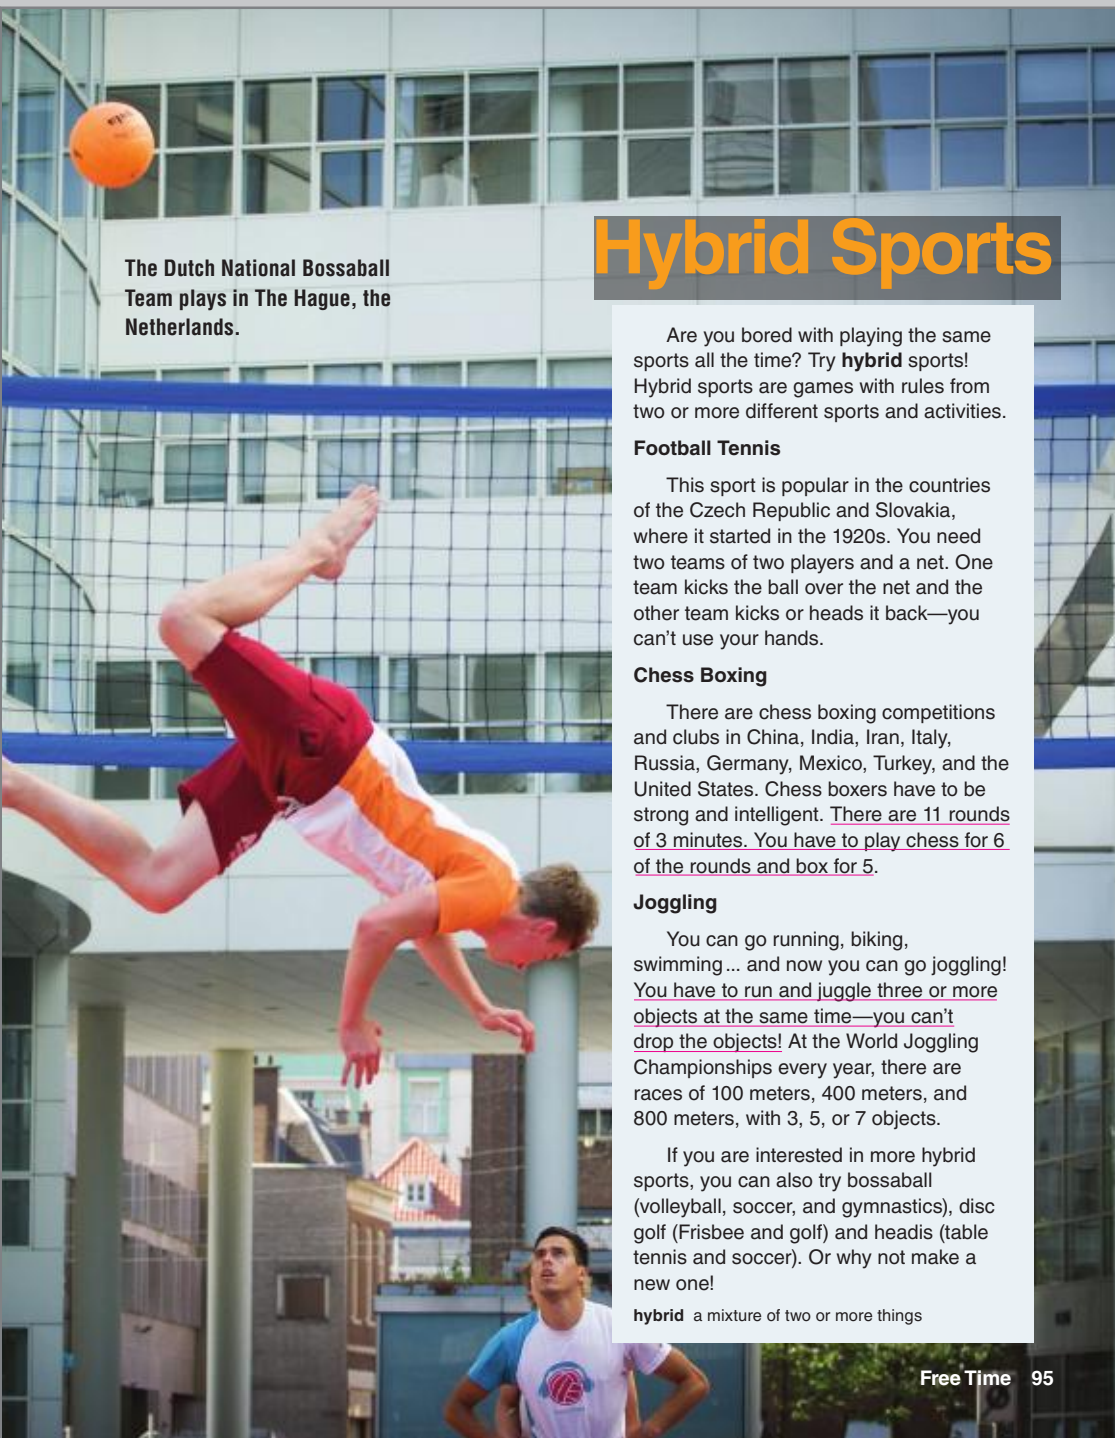 Hybrid Sports
The Dutch National Bossaball
Team plays in The Hague, the
Netherlands.
Are you bored with playing the same
sports all the time? Try hybrid sports!
Hybrid sports are games with rules from
two or more different sports and activities.
Football Tennis
This sport is popular in the countries
of the Czech Republic and Slovakia,
where it started in the 1920s. You need
two teams of two players and a net. One
team kicks the ball over the net and the
other team kicks or heads it back—you
can't use your hands.
Chess Boxing
There are chess boxing competitions
and clubs in China, India, Iran, Italy,
Russia, Germany, Mexico, Turkey, and the
United States. Chess boxers have to be
strong and intelligent. There are 11 rounds
of 3 minutes. You have to play chess for 6
of the rounds and box for 5.
Joggling
You can go running, biking,
swimming ... and now you can go joggling!
You have to run and juggle three or more
objects at the same time—you can't
drop the objects! At the World Joggling
Championships every year, there are
races of 100 meters, 400 meters, and
800 meters, with 3, 5, or 7 objects.
If you are interested in more hybrid
sports, you can also try bossaball
(volleyball, soccer, and gymnastics), disc
golf (Frisbee and golf) and headis (table
tennis and soccer). Or why not make a
new one!
hybrid a mixture of two or more things
Free Time 95